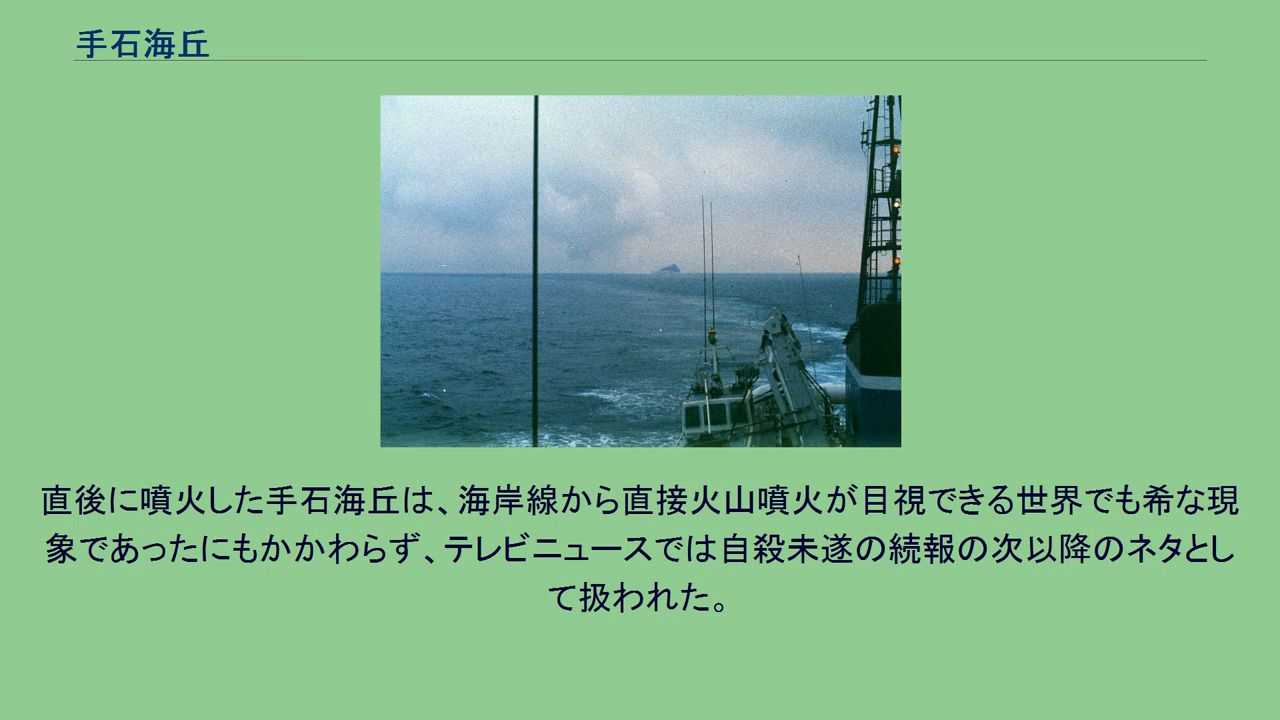 手石海丘
直後に噴火した手石海丘は、海岸線から直接火山噴火が目視できる世界でも希な現
象であったにもかかわらず、テレビニュースでは自殺未遂の続報の次以降のネタとし
て扱われた。